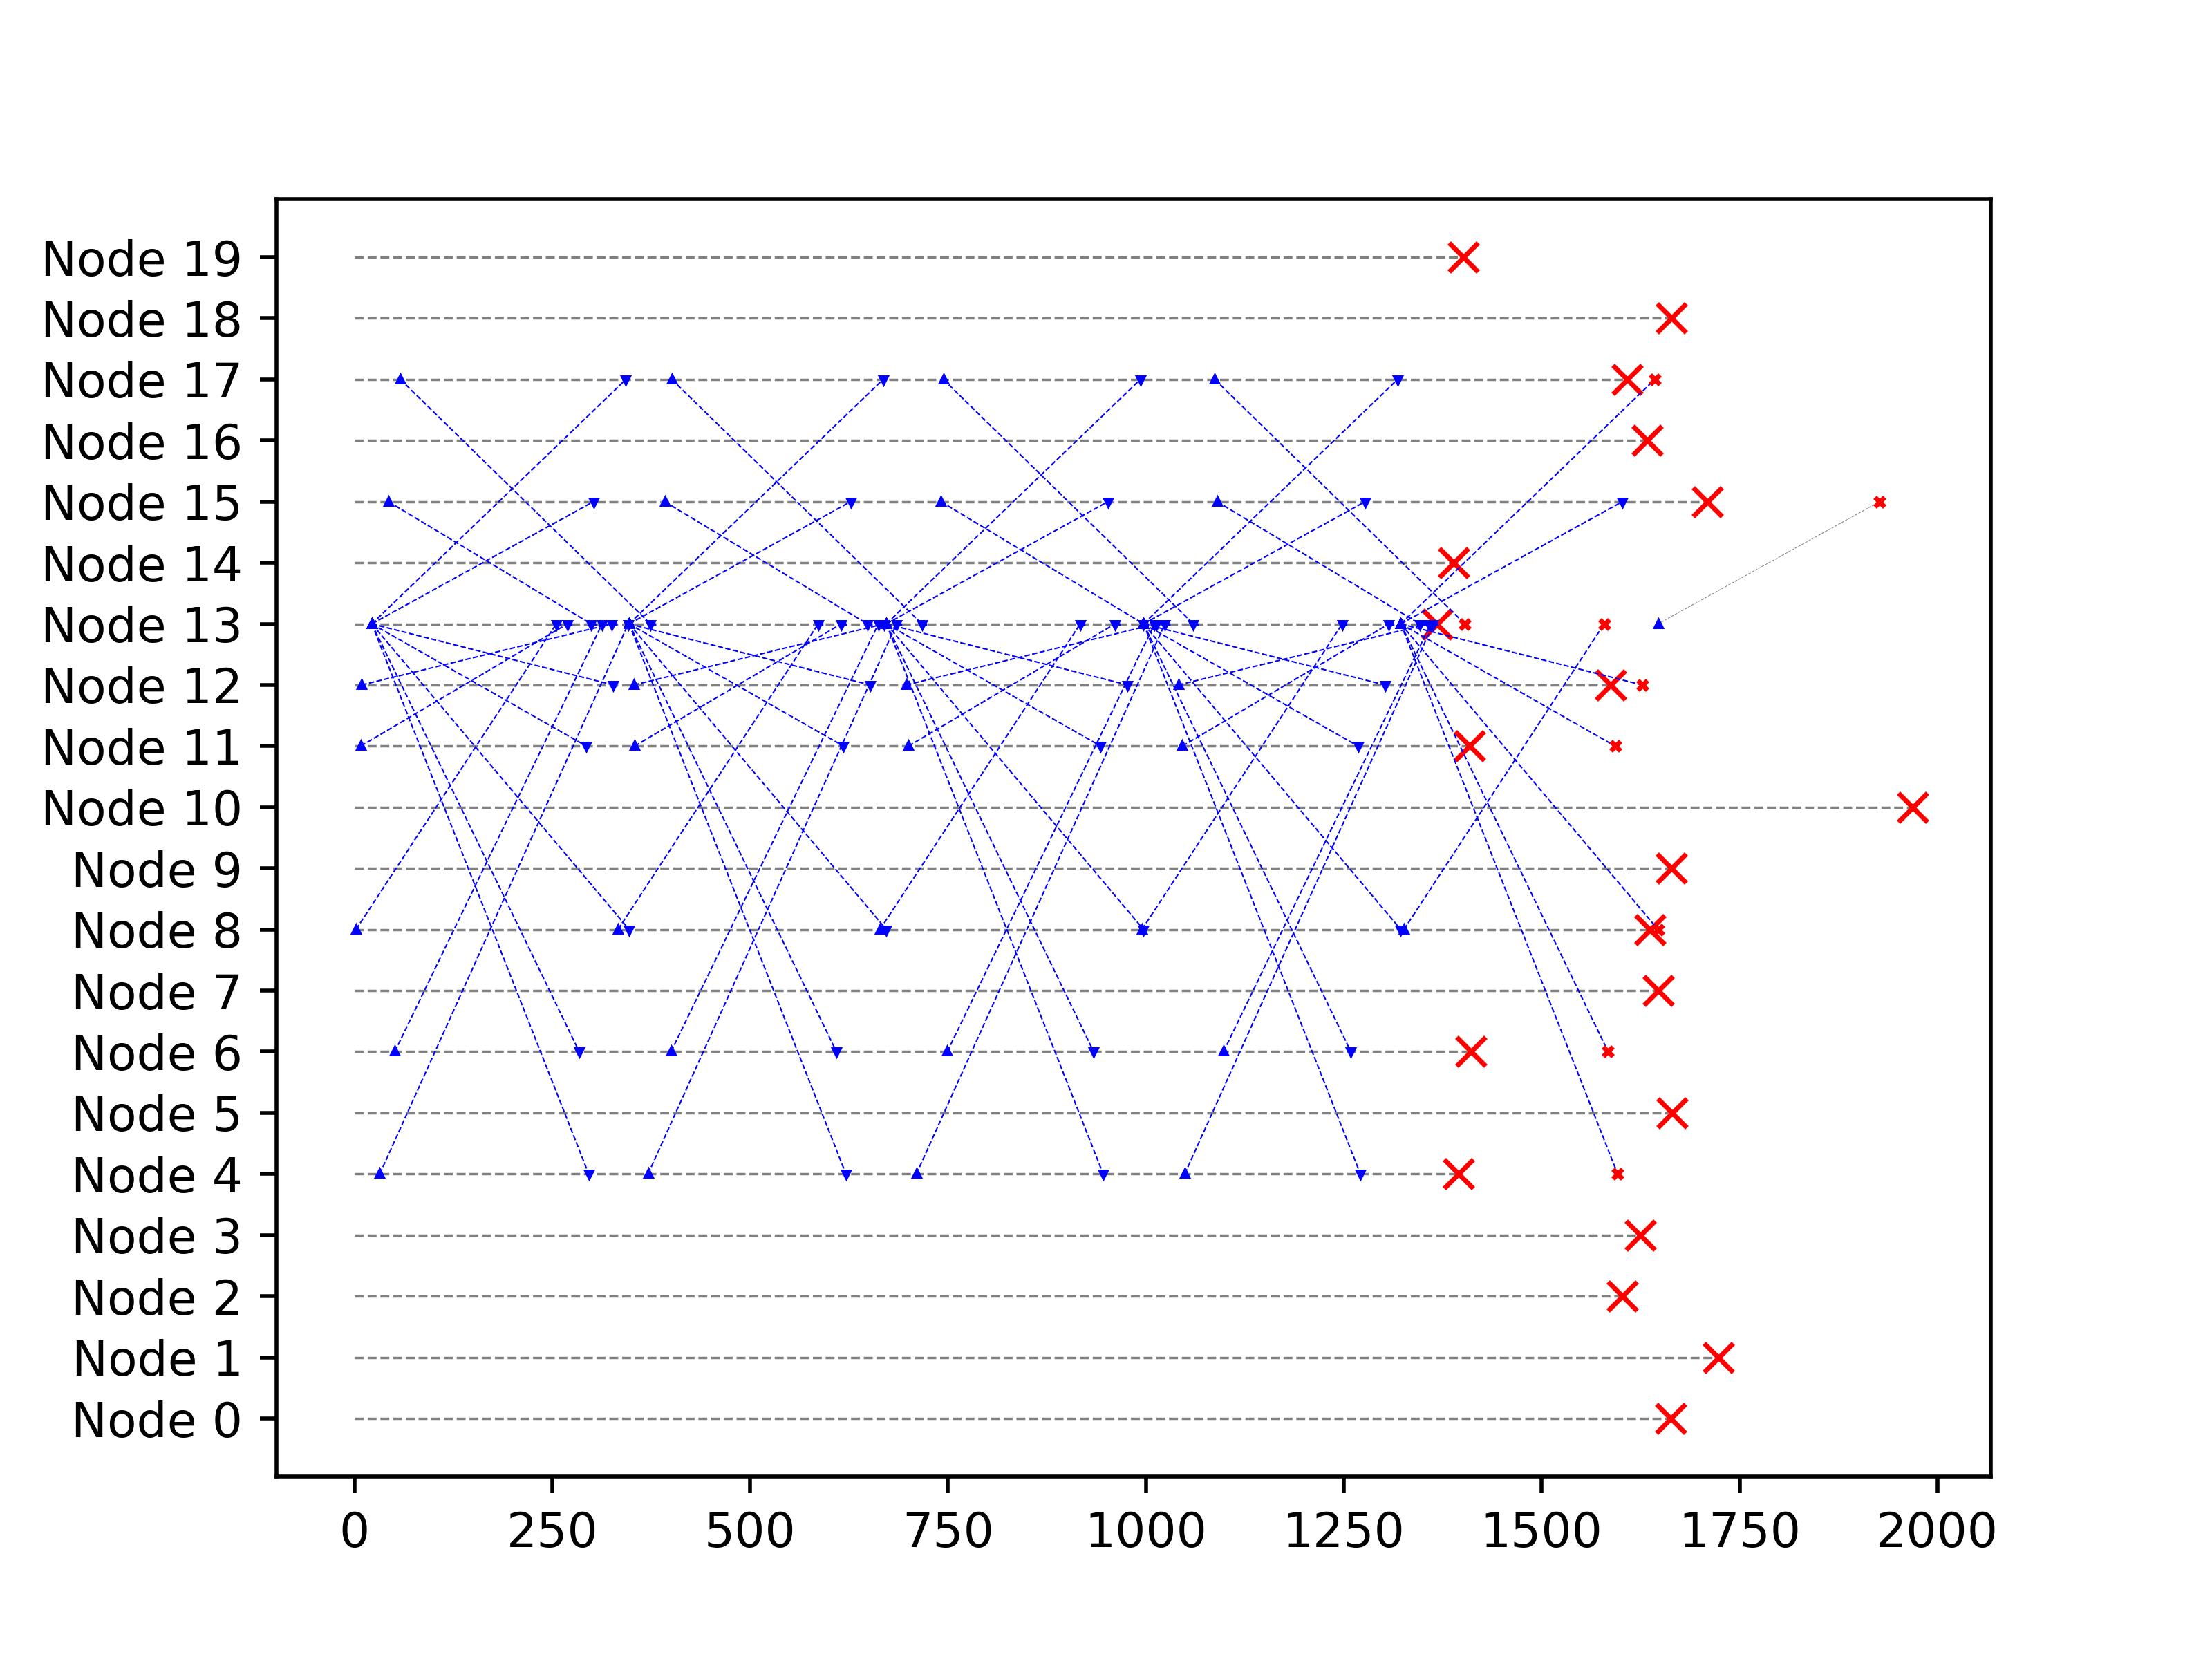 Node 19
Node 18
Node 17
Node 16
Node 15
Node 14
Node 13
Node 12
Node 11
Node 10
Node 9
Node 8
Node 7
Node 6
Node 5
Node 4
Node 3
Node 2
Node 1
Node 0
0 250 500 750 1000 1250 1500 1750 2000